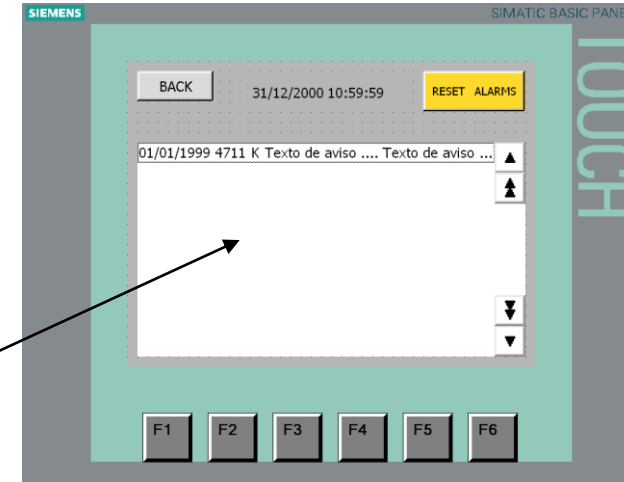 SIEMENS
SIMATIC BASIC PANE
TOUCH
BACK
31/12/2000 10:59:59
RESET ALARMS
01/01/1999 4711 K Texto de aviso .... Texto de aviso ...
F1 F2 F3 F4 F5 F6